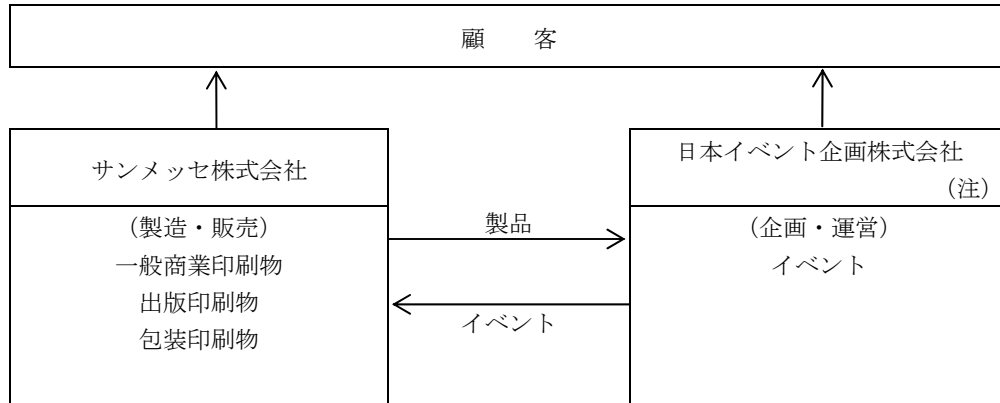 顧　　客
サンメッセ株式会社
日本イベント企画株式会社
（注）
（製造・販売）
一般商業印刷物
出版印刷物
包装印刷物
製品
イベント
（企画・運営）
イベント